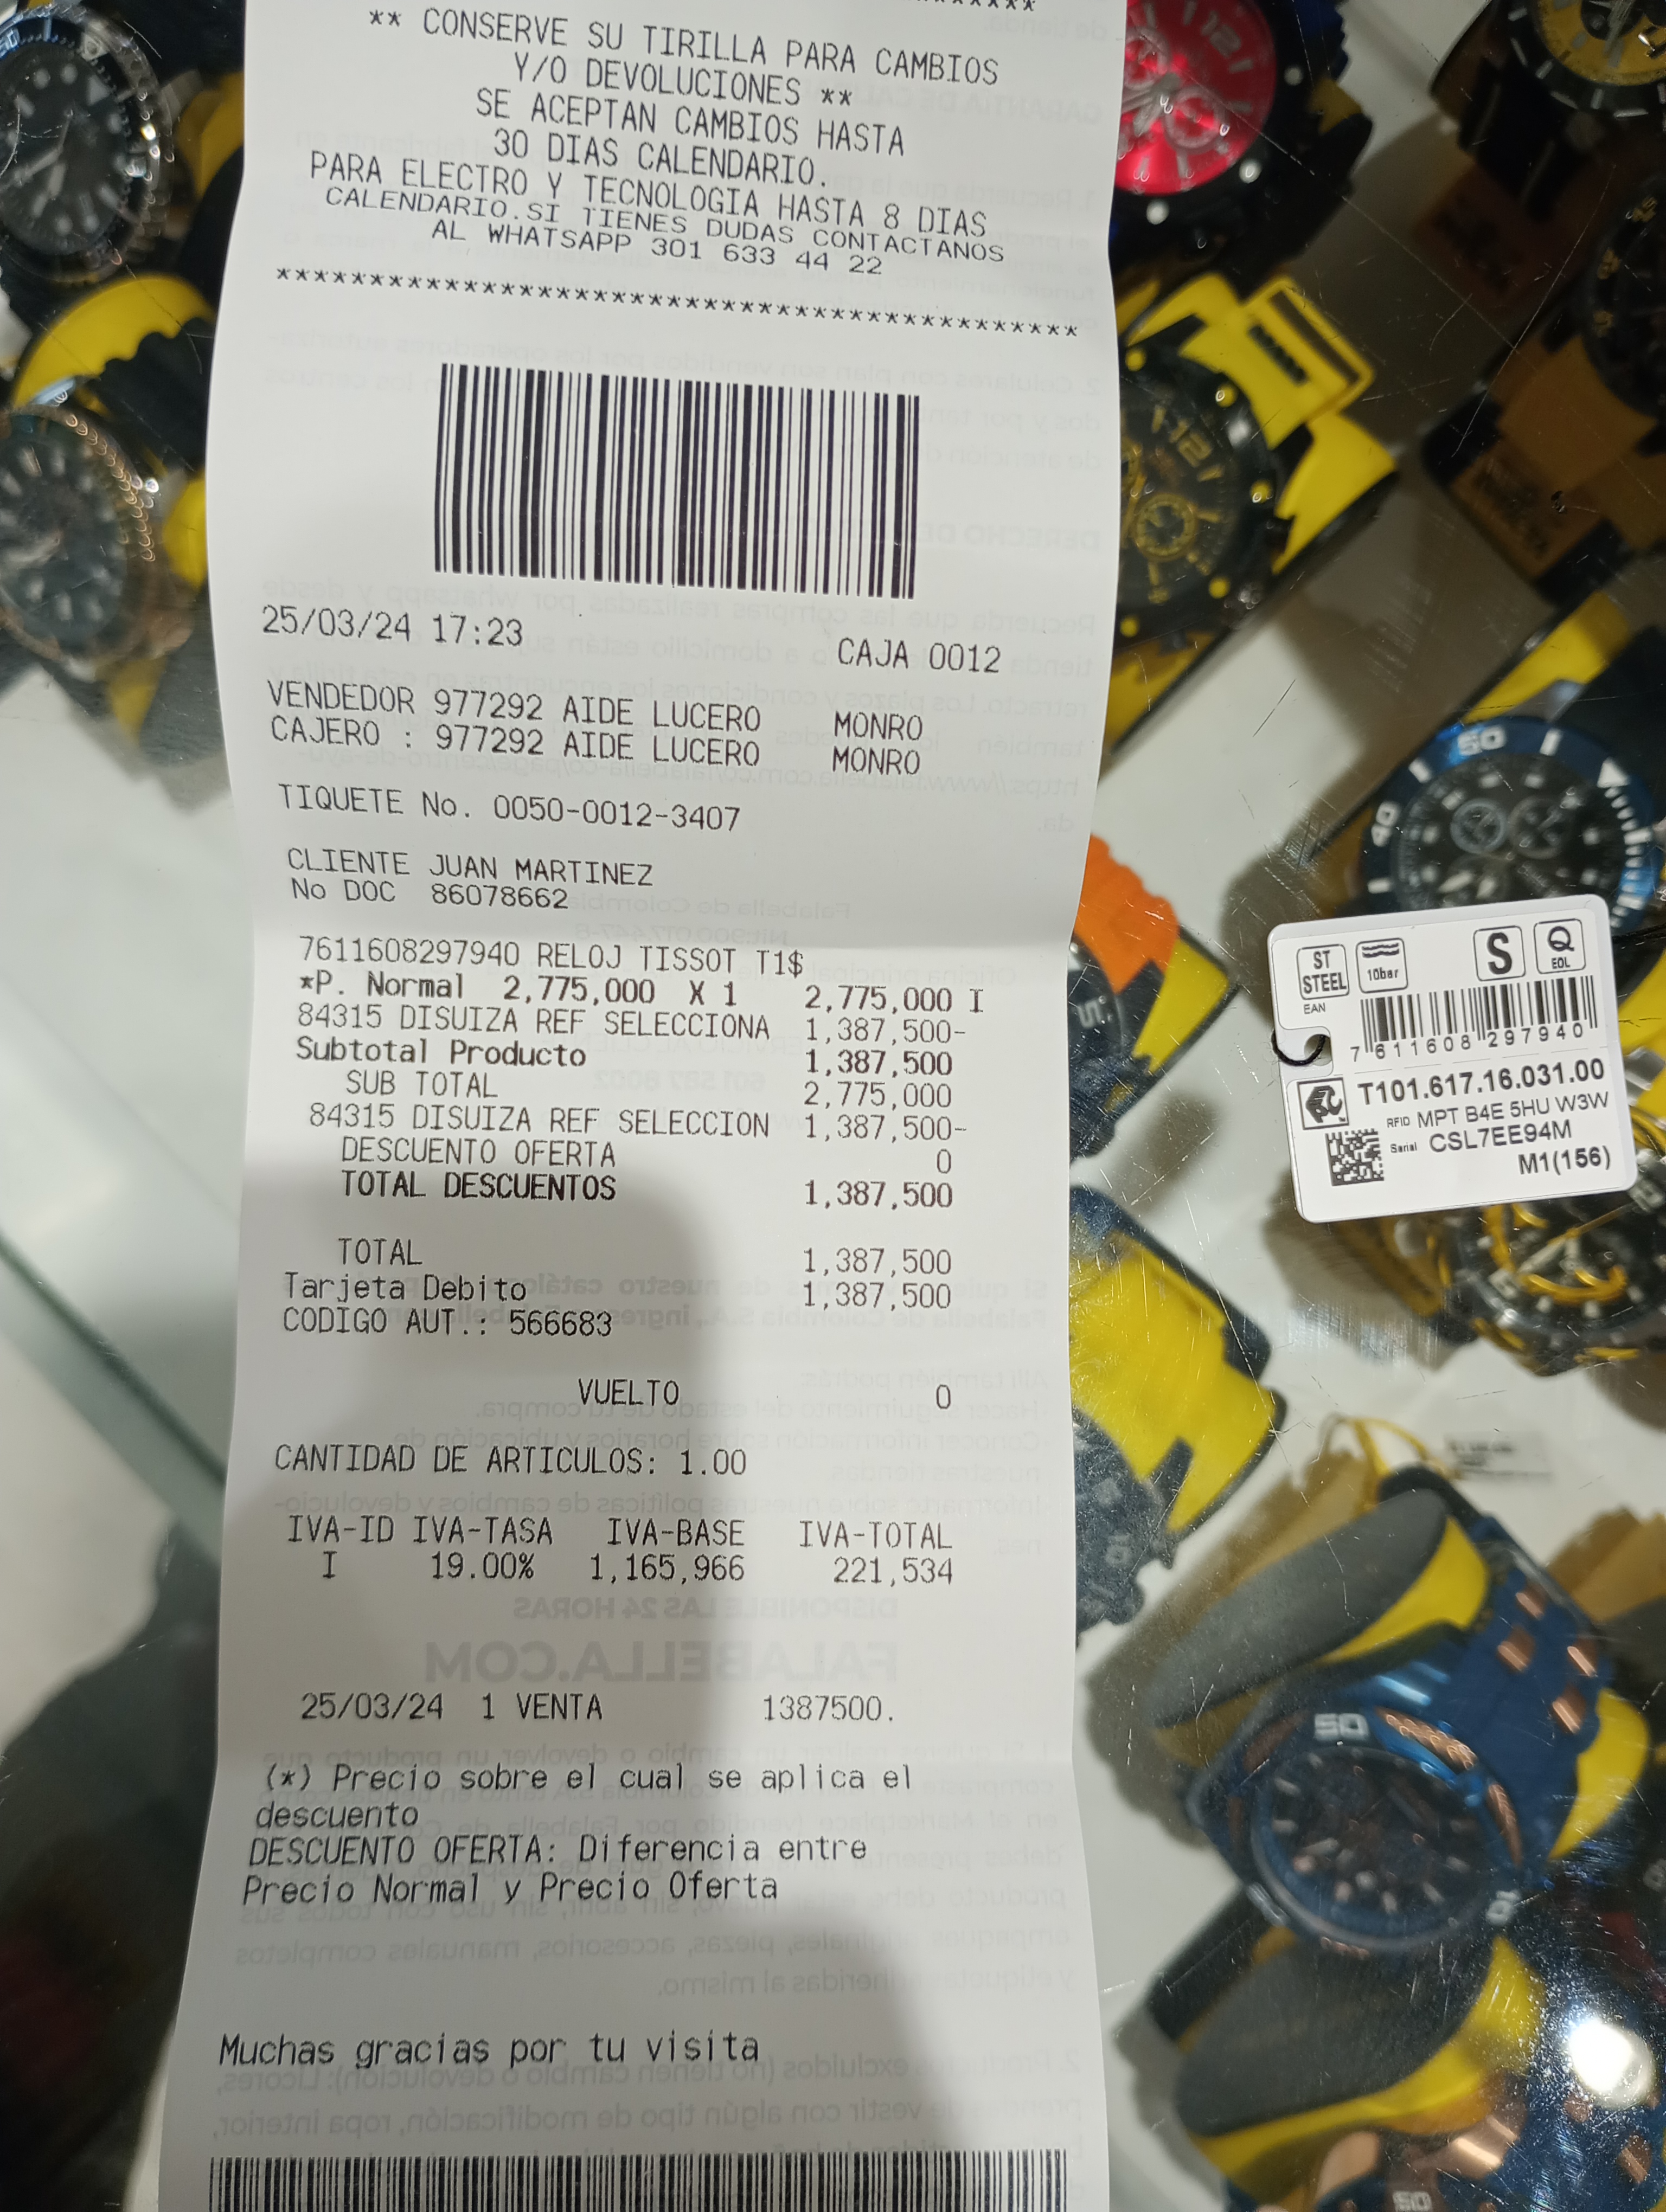 ** CONSERVE SU TIRILLA PARA CAMBIOS
Y/O DEVOLUCIONES **
SE ACEPTAN CAMBIOS HASTA
30 DIAS CALENDARIO.
PARA ELECTRO Y TECNOLOGIA HASTA 8 DIAS
CALENDARIO.SI TIENES DUDAS CONTACTANOS
AL WHATSAPP 301 633 44 22
***************************************
25/03/24 17:23 CAJA 0012
VENDEDOR 977292 AIDE LUCERO MONRO
CAJERO : 977292 AIDE LUCERO MONRO
TIQUETE No. 0050-0012-3407
CLIENTE JUAN MARTINEZ
No DOC 86078662
7611608297940 RELOJ TISSOT T1$
*P. Normal 2,775,000 X 1 2,775,000 I
84315 DISUIZA REF SELECCIONA 1,387,500-
Subtotal Producto 1,387,500
SUB TOTAL 2,775,000
84315 DISUIZA REF SELECCION 1,387,500-
DESCUENTO OFERTA 0
TOTAL DESCUENTOS 1,387,500
TOTAL 1,387,500
Tarjeta Debito 1,387,500
CODIGO AUT.: 566683
VUELTO 0
CANTIDAD DE ARTICULOS: 1.00
IVA-ID IVA-TASA IVA-BASE IVA-TOTAL
I 19.00% 1,165,966 221,534
25/03/24 1 VENTA 1387500.
(*) Precio sobre el cual se aplica el
descuento
DESCUENTO OFERTA: Diferencia entre
Precio Normal y Precio Oferta
Muchas gracias por tu visita
ST STEEL 10bar S Q EOL
EAN
7 611608 297940
T101.617.16.031.00
RFID MPT B4E 5HU W3W
Serial CSL7EE94M
M1(156)
12
12
50
40
50
50